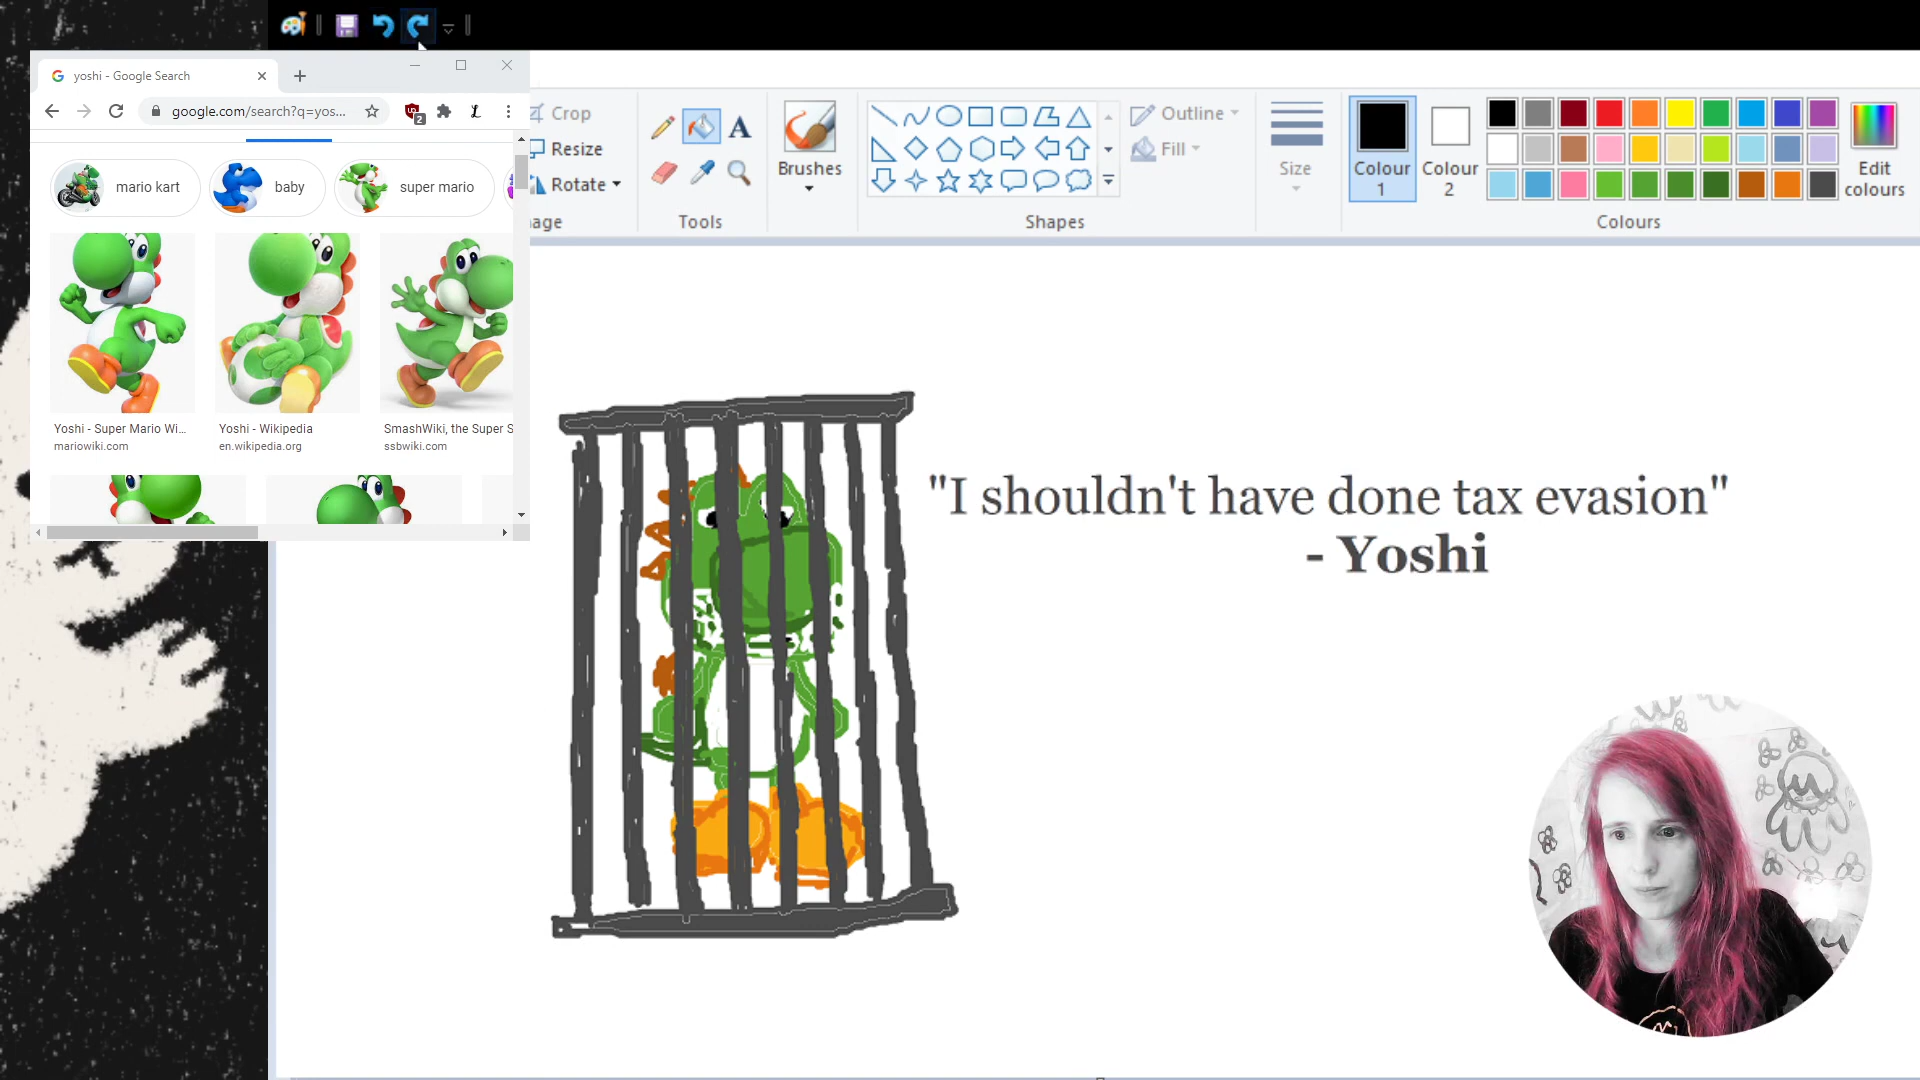 yoshi - Google Search
google.com/search?q=yos...
2
mario kart
baby
super mario
Yoshi - Super Mario Wi...
mariowiki.com
Yoshi - Wikipedia
en.wikipedia.org
SmashWiki, the Super S
ssbwiki.com
Crop
Resize
Rotate
age
A
Tools
Brushes
Shapes
Outline
Fill
Size
Colour
1
Colour
2
Edit
colours
Colours
"I shouldn't have done tax evasion"
- Yoshi